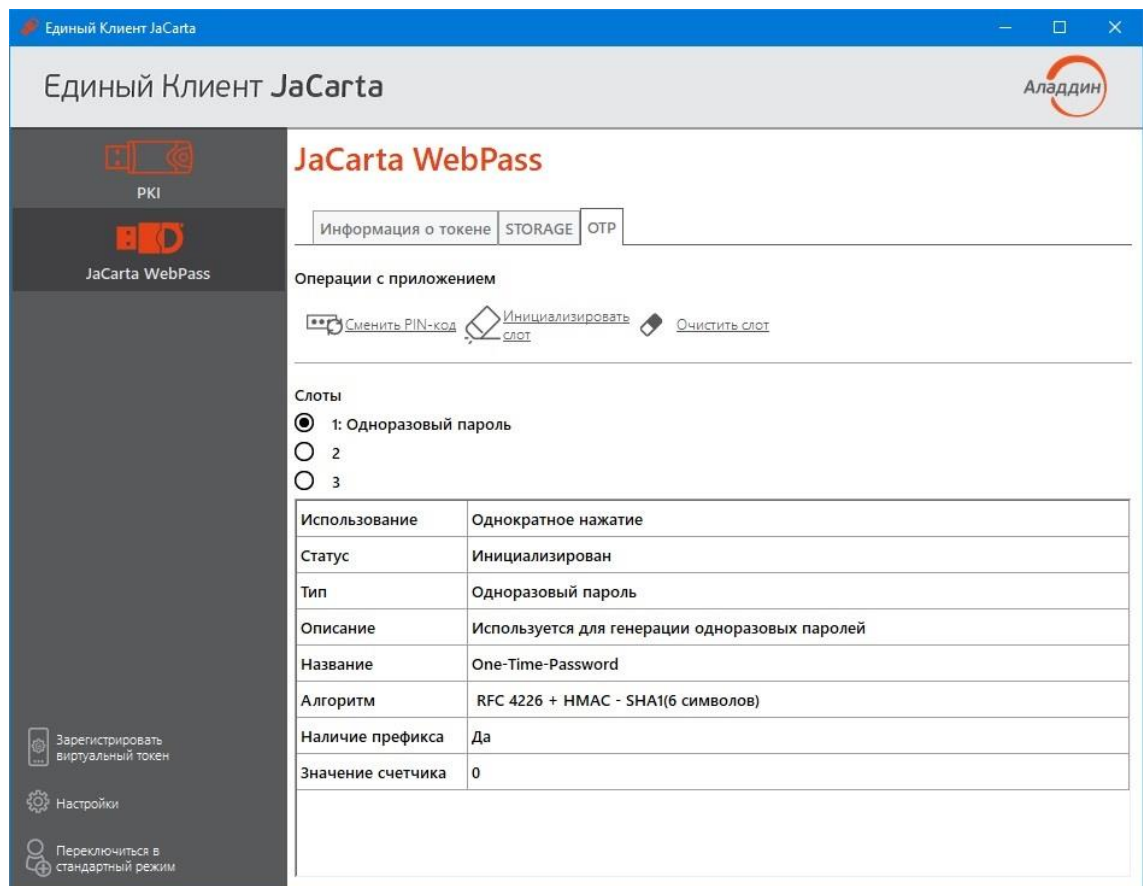 Единый Клиент JaCarta
Единый Клиент JaCarta
Аладдин
PKI
JaCarta WebPass
JaCarta WebPass
Информация о токене STORAGE OTP
Операции с приложением
Сменить PIN-код
Инициализировать
слот
Очистить слот
Слоты
1: Одноразовый пароль
2
3
Использование Однократное нажатие
Статус Инициализирован
Тип Одноразовый пароль
Описание Используется для генерации одноразовых паролей
Название One-Time-Password
Алгоритм RFC 4226 + HMAC - SHA1(6 символов)
Наличие префикса Да
Значение счетчика 0
Зарегистрировать
виртуальный токен
Настройки
Переключиться в
стандартный режим